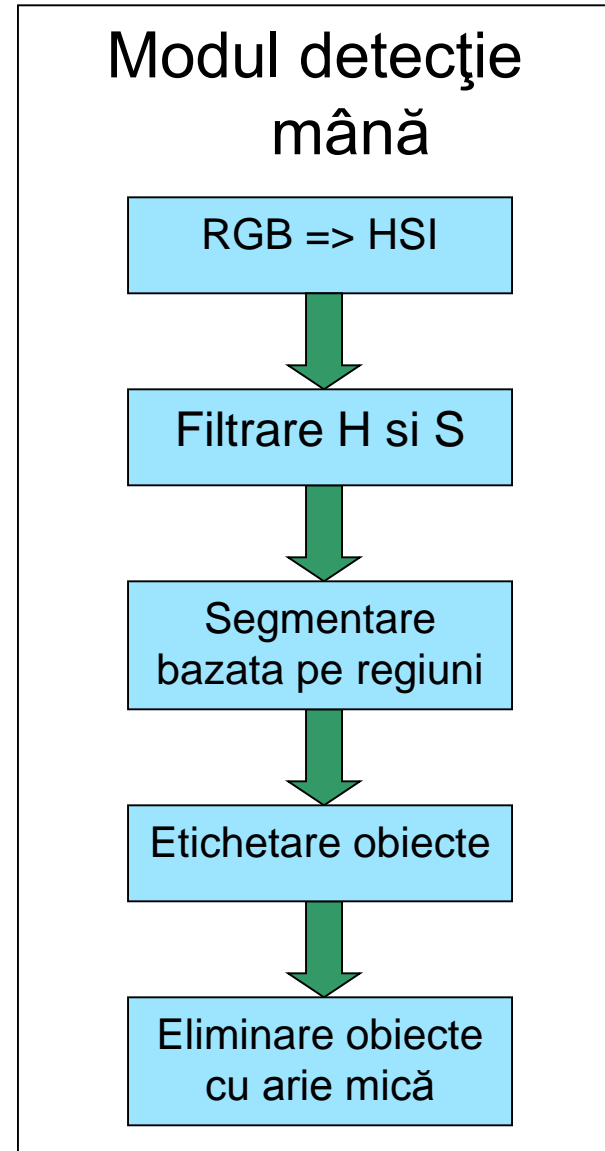 Modul detecţie
mână
RGB => HSI
Filtrare H si S
Segmentare
bazata pe regiuni
Etichetare obiecte
Eliminare obiecte
cu arie mică